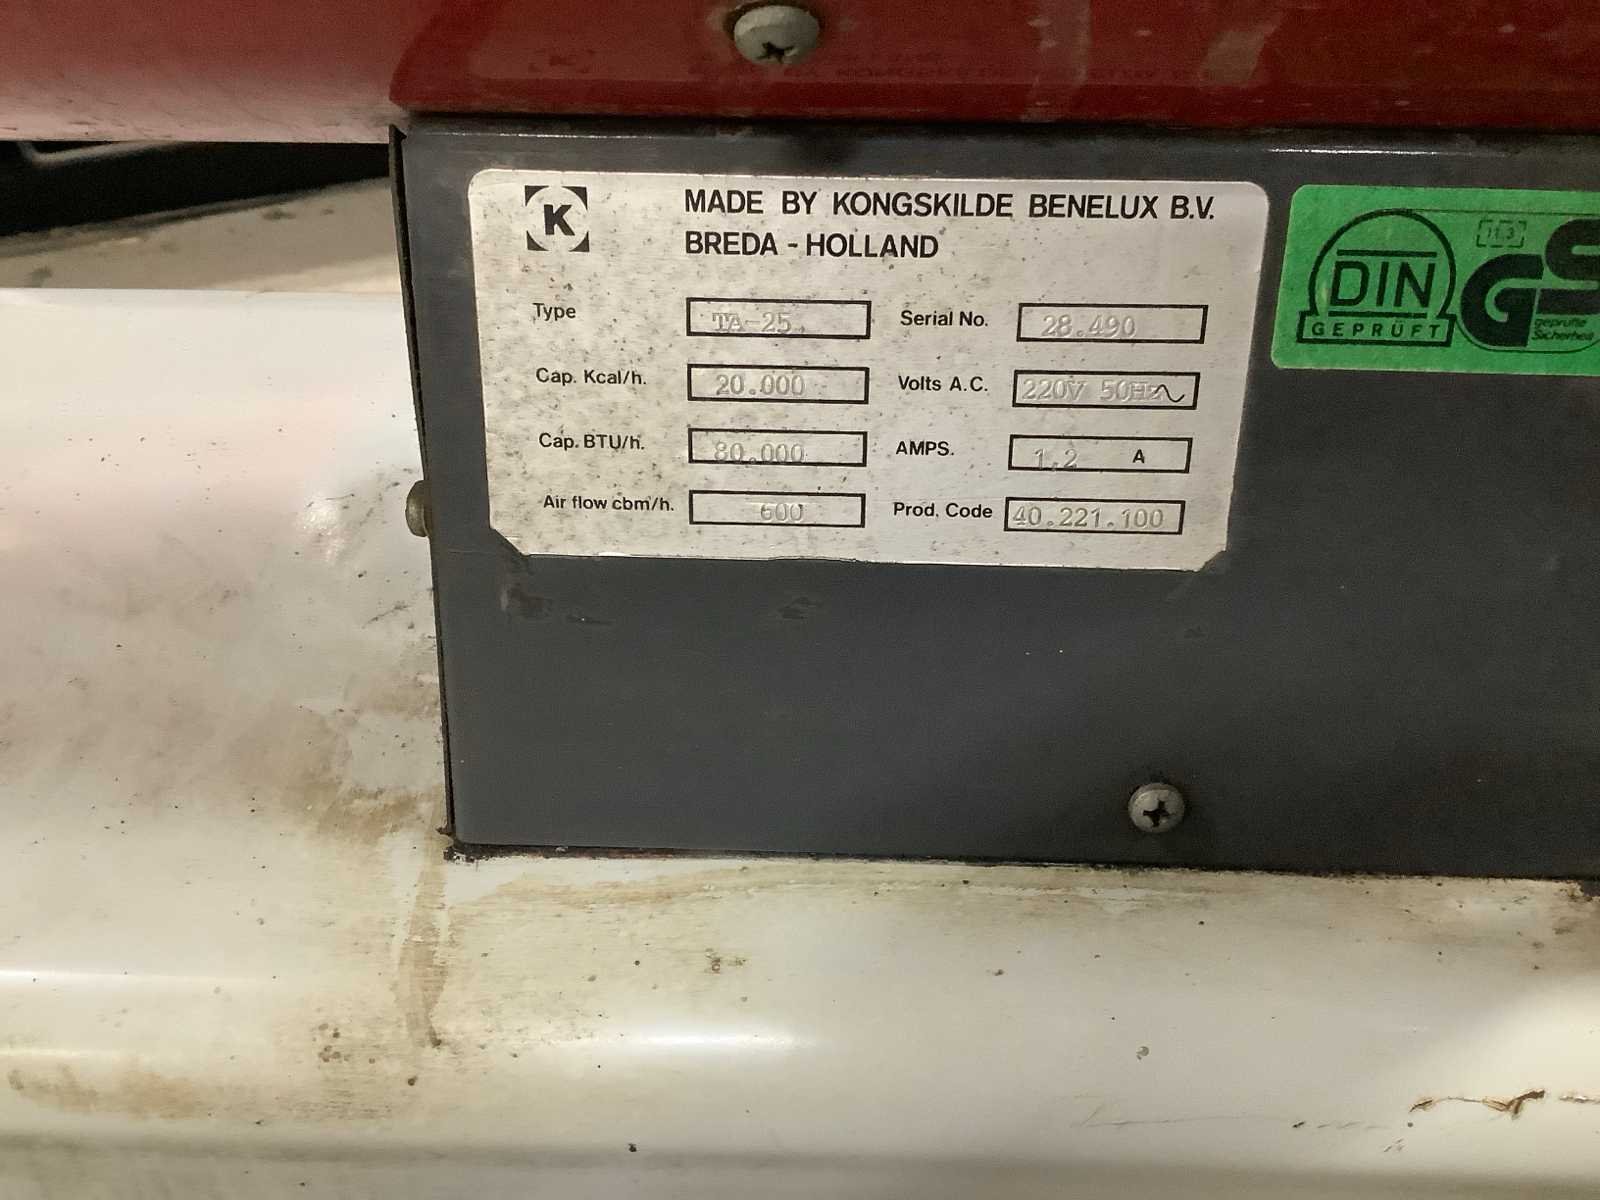 K
MADE BY KONGSKILDE BENELUX B.V.
BREDA - HOLLAND
Type TA-25 Serial No. 28.490
Cap. Kcal/h. 20.000 Volts A.C. 220V 50Hz
Cap. BTU/h. 80.000 AMPS. 1,2 A
Air flow cbm/h. 600 Prod. Code 40.221.100
DIN
GEPRÜFT
11.3
GS
geprüfte
Sicherheit